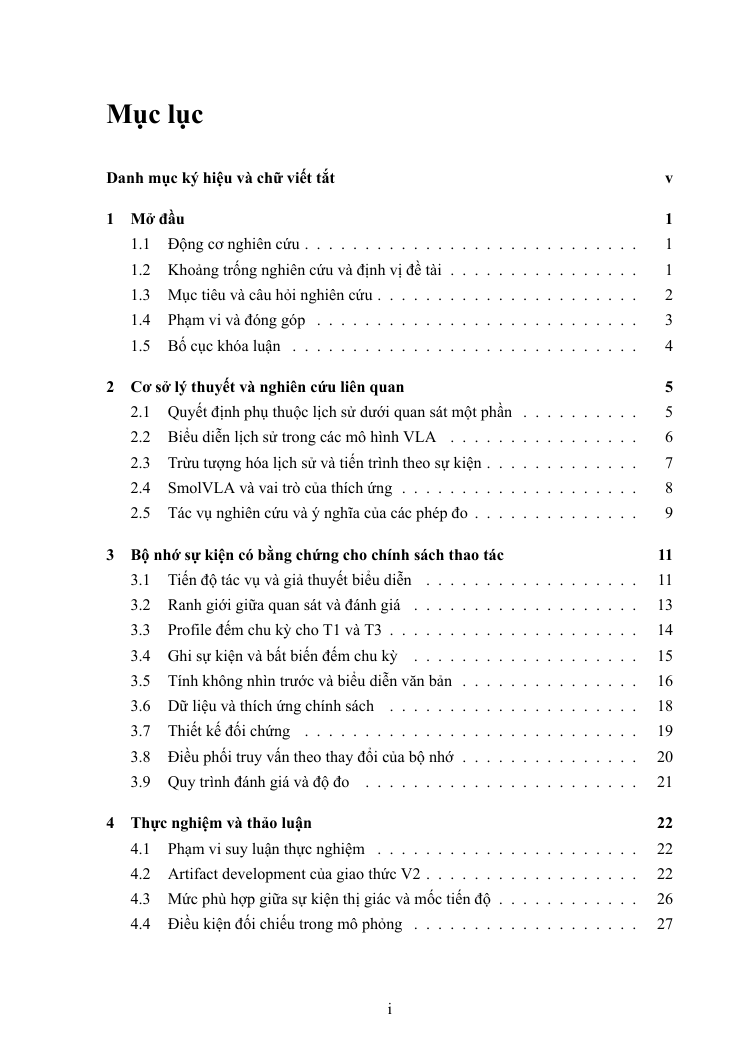 Mục lục
Danh mục ký hiệu và chữ viết tắt v
1 Mở đầu 1
1.1 Động cơ nghiên cứu . . . . . . . . . . . . . . . . . . . . . . . . . . . . 1
1.2 Khoảng trống nghiên cứu và định vị đề tài . . . . . . . . . . . . . . . . 1
1.3 Mục tiêu và câu hỏi nghiên cứu . . . . . . . . . . . . . . . . . . . . . . 2
1.4 Phạm vi và đóng góp . . . . . . . . . . . . . . . . . . . . . . . . . . . 3
1.5 Bố cục khóa luận . . . . . . . . . . . . . . . . . . . . . . . . . . . . . 4
2 Cơ sở lý thuyết và nghiên cứu liên quan 5
2.1 Quyết định phụ thuộc lịch sử dưới quan sát một phần . . . . . . . . . . 5
2.2 Biểu diễn lịch sử trong các mô hình VLA . . . . . . . . . . . . . . . . 6
2.3 Trừu tượng hóa lịch sử và tiến trình theo sự kiện . . . . . . . . . . . . . 7
2.4 SmolVLA và vai trò của thích ứng . . . . . . . . . . . . . . . . . . . . 8
2.5 Tác vụ nghiên cứu và ý nghĩa của các phép đo . . . . . . . . . . . . . . 9
3 Bộ nhớ sự kiện có bằng chứng cho chính sách thao tác 11
3.1 Tiến độ tác vụ và giả thuyết biểu diễn . . . . . . . . . . . . . . . . . . 11
3.2 Ranh giới giữa quan sát và đánh giá . . . . . . . . . . . . . . . . . . . 13
3.3 Profile đếm chu kỳ cho T1 và T3 . . . . . . . . . . . . . . . . . . . . . 14
3.4 Ghi sự kiện và bất biến đếm chu kỳ . . . . . . . . . . . . . . . . . . . 15
3.5 Tính không nhìn trước và biểu diễn văn bản . . . . . . . . . . . . . . . 16
3.6 Dữ liệu và thích ứng chính sách . . . . . . . . . . . . . . . . . . . . . 18
3.7 Thiết kế đối chứng . . . . . . . . . . . . . . . . . . . . . . . . . . . . 19
3.8 Điều phối truy vấn theo thay đổi của bộ nhớ . . . . . . . . . . . . . . . 20
3.9 Quy trình đánh giá và độ đo . . . . . . . . . . . . . . . . . . . . . . . 21
4 Thực nghiệm và thảo luận 22
4.1 Phạm vi suy luận thực nghiệm . . . . . . . . . . . . . . . . . . . . . . 22
4.2 Artifact development của giao thức V2 . . . . . . . . . . . . . . . . . . 22
4.3 Mức phù hợp giữa sự kiện thị giác và mốc tiến độ . . . . . . . . . . . . 26
4.4 Điều kiện đối chiếu trong mô phỏng . . . . . . . . . . . . . . . . . . . 27
i